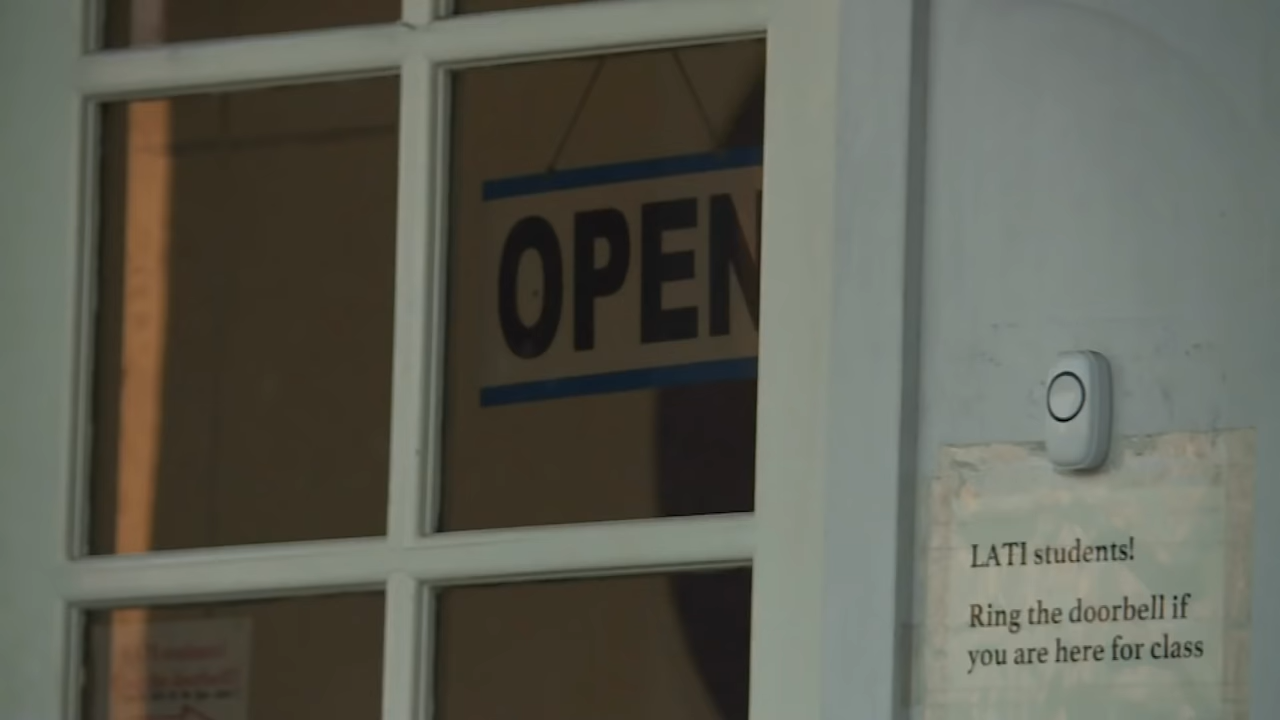 OPEN
LATI students!
Ring the doorbell if
you are here for class